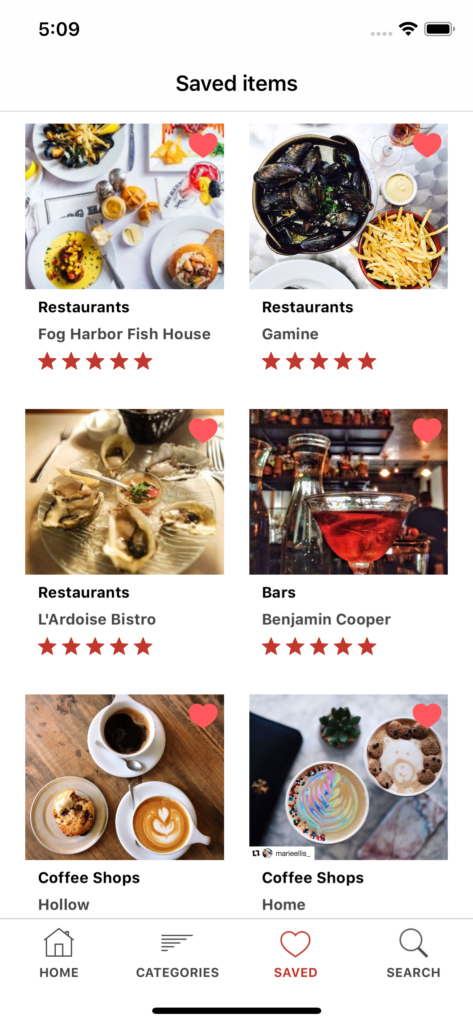 5:09
Saved items
Restaurants
Fog Harbor Fish House
Restaurants
Gamine
Restaurants
L'Ardoise Bistro
Bars
Benjamin Cooper
marieellis_
Coffee Shops
Hollow
Coffee Shops
Home
HOME
CATEGORIES
SAVED
SEARCH